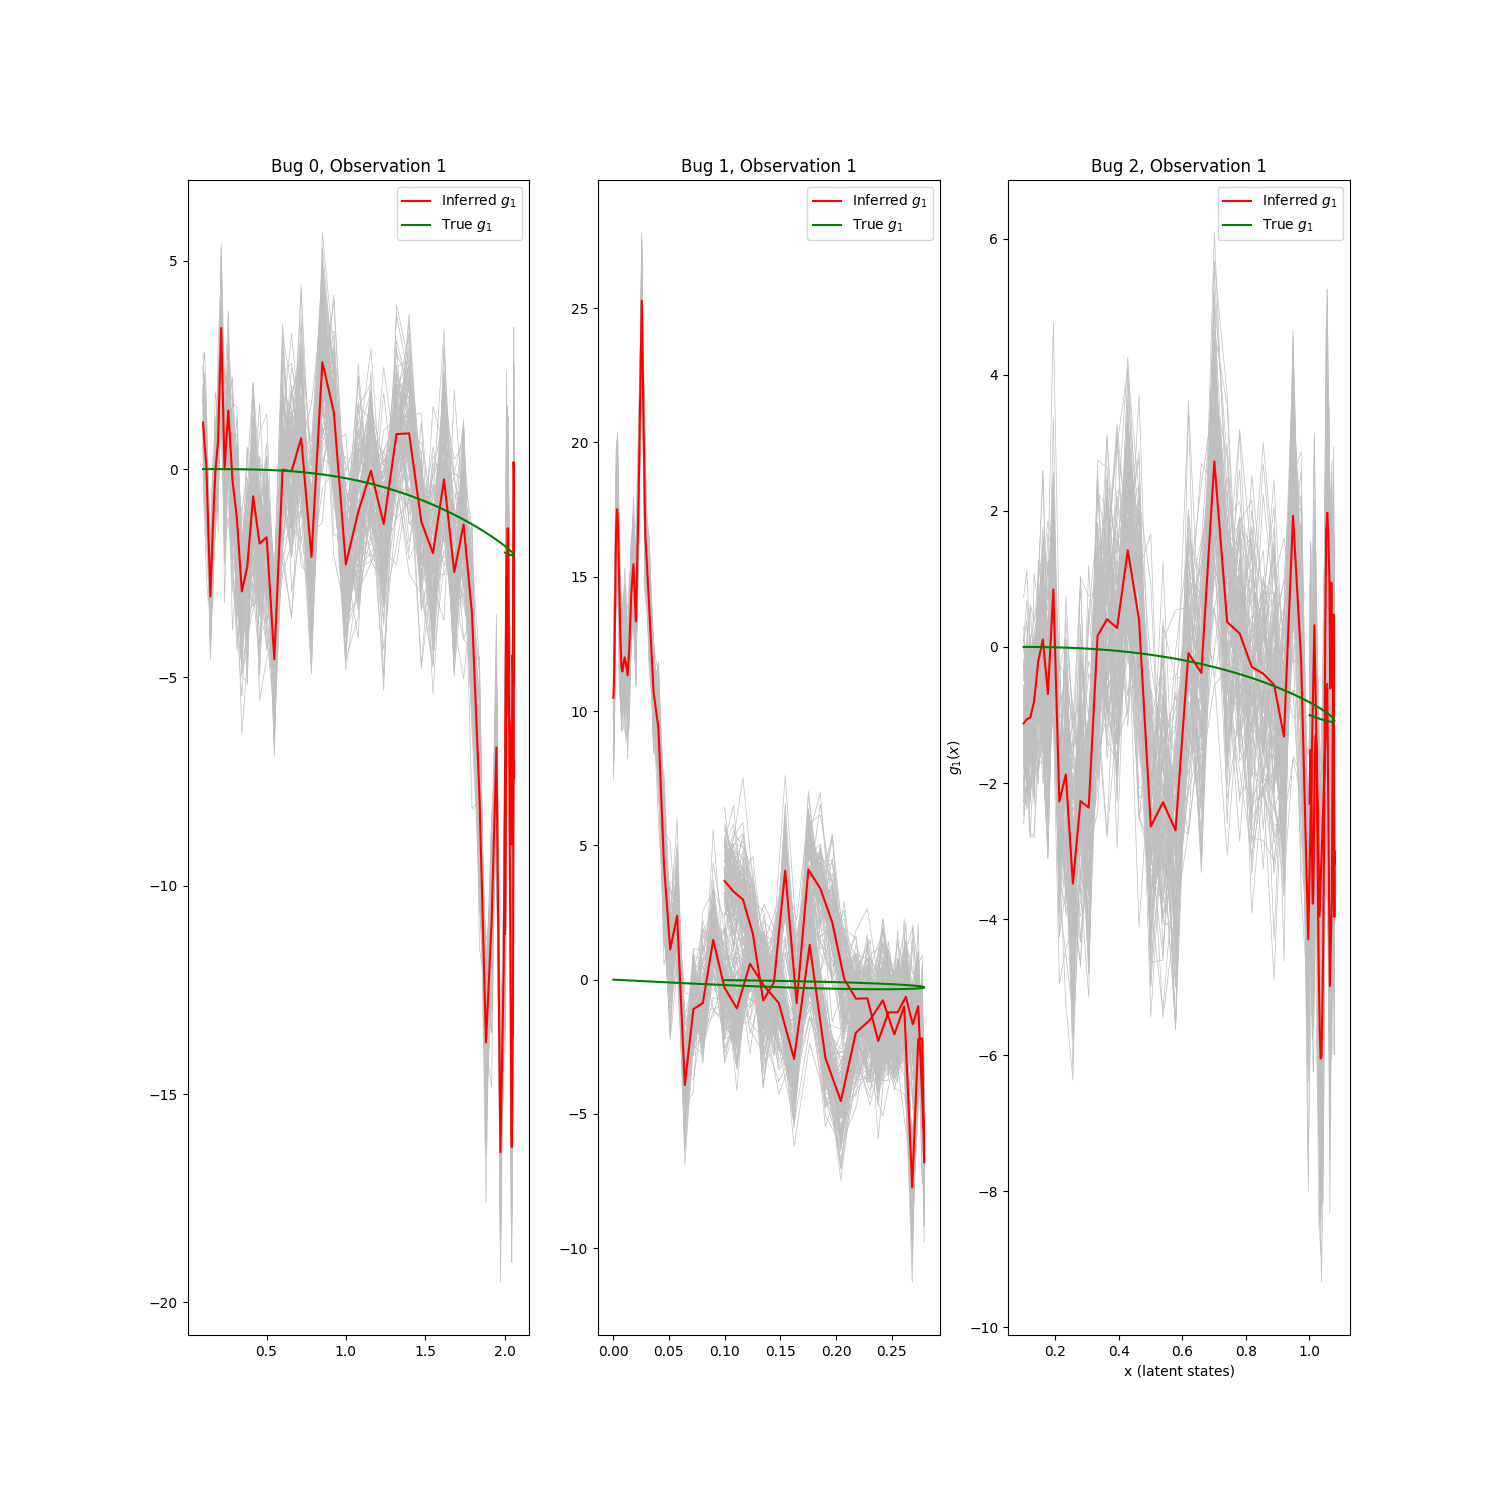 Bug 0, Observation 1
Inferred g₁
True g₁
5
0
−5
−10
−15
−20
0.5 1.0 1.5 2.0
Bug 1, Observation 1
Inferred g₁
True g₁
25
20
15
10
5
0
−5
−10
0.00 0.05 0.10 0.15 0.20 0.25
Bug 2, Observation 1
Inferred g₁
True g₁
g₁(x)
6
4
2
0
−2
−4
−6
−8
−10
0.2 0.4 0.6 0.8 1.0
x (latent states)